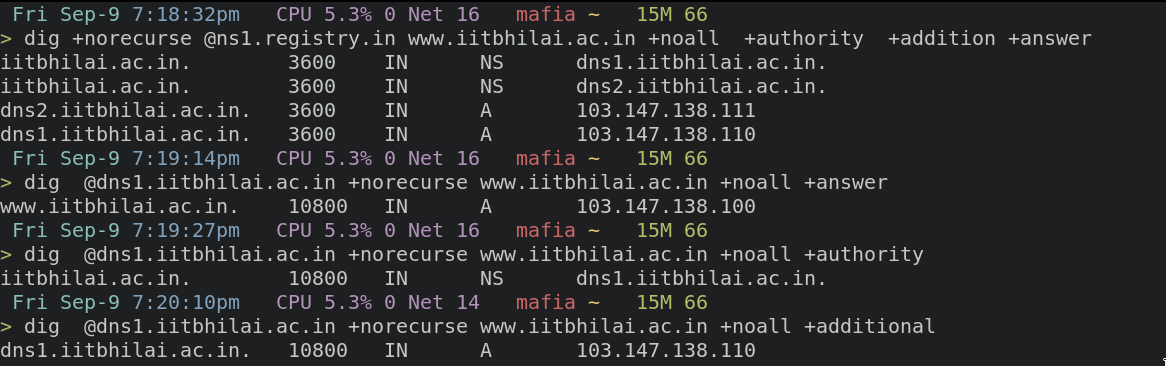 Fri Sep-9 7:18:32pm CPU 5.3% 0 Net 16 mafia ~ 15M 66
> dig +norecurse @ns1.registry.in www.iitbhilai.ac.in +noall +authority +addition +answer
iitbhilai.ac.in. 3600 IN NS dns1.iitbhilai.ac.in.
iitbhilai.ac.in. 3600 IN NS dns2.iitbhilai.ac.in.
dns2.iitbhilai.ac.in. 3600 IN A 103.147.138.111
dns1.iitbhilai.ac.in. 3600 IN A 103.147.138.110
Fri Sep-9 7:19:14pm CPU 5.3% 0 Net 16 mafia ~ 15M 66
> dig @dns1.iitbhilai.ac.in +norecurse www.iitbhilai.ac.in +noall +answer
www.iitbhilai.ac.in. 10800 IN A 103.147.138.100
Fri Sep-9 7:19:27pm CPU 5.3% 0 Net 16 mafia ~ 15M 66
> dig @dns1.iitbhilai.ac.in +norecurse www.iitbhilai.ac.in +noall +authority
iitbhilai.ac.in. 10800 IN NS dns1.iitbhilai.ac.in.
Fri Sep-9 7:20:10pm CPU 5.3% 0 Net 14 mafia ~ 15M 66
> dig @dns1.iitbhilai.ac.in +norecurse www.iitbhilai.ac.in +noall +additional
dns1.iitbhilai.ac.in. 10800 IN A 103.147.138.110